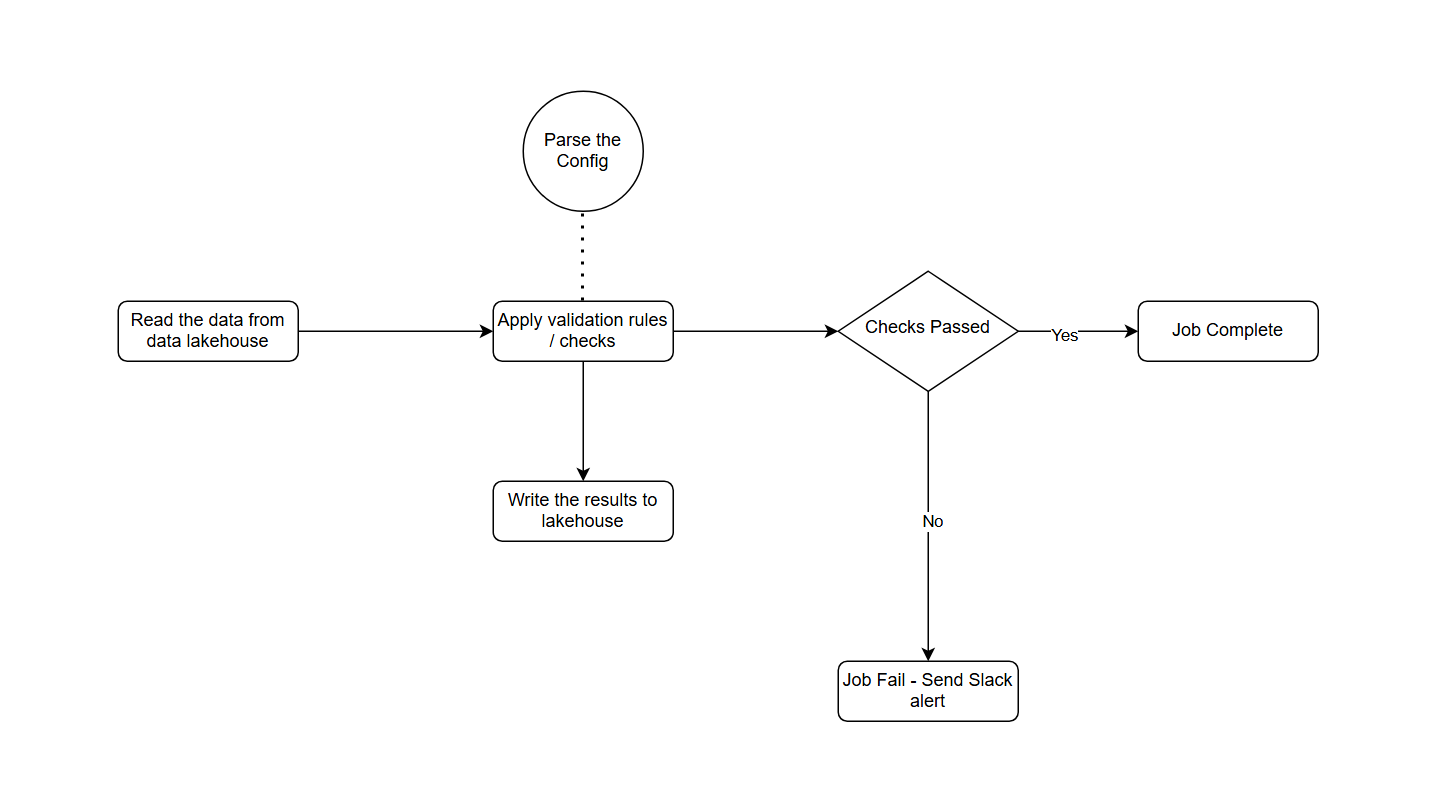 Parse the
Config
Read the data from
data lakehouse
Apply validation rules
/ checks
Checks Passed
Yes
Job Complete
Write the results to
lakehouse
No
Job Fail - Send Slack
alert